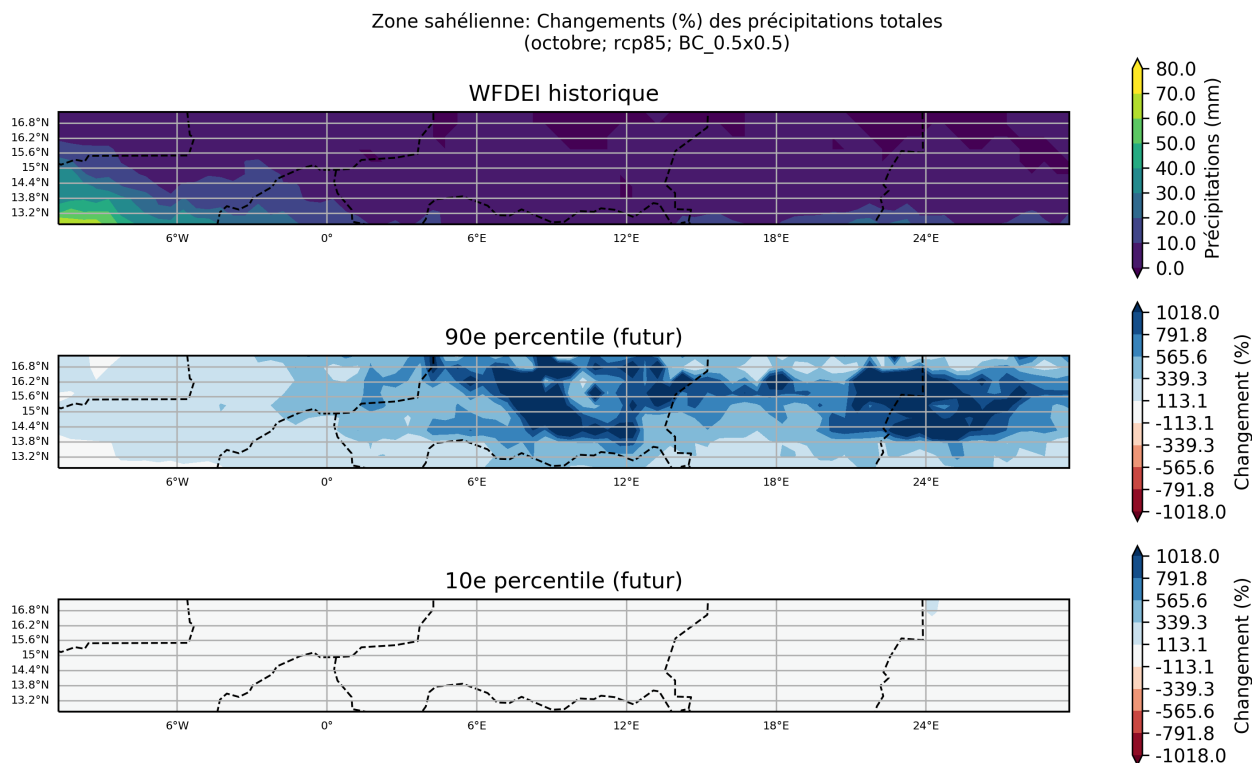 Zone sahélienne: Changements (%) des précipitations totales
(octobre; rcp85; BC_0.5x0.5)
WFDEI historique
16.8°N
16.2°N
15.6°N
15°N
14.4°N
13.8°N
13.2°N
6°W
0°
6°E
12°E
18°E
24°E
80.0
70.0
60.0
50.0
40.0
30.0
20.0
10.0
0.0
Précipitations (mm)
90e percentile (futur)
16.8°N
16.2°N
15.6°N
15°N
14.4°N
13.8°N
13.2°N
6°W
0°
6°E
12°E
18°E
24°E
1018.0
791.8
565.6
339.3
113.1
-113.1
-339.3
-565.6
-791.8
-1018.0
Changement (%)
10e percentile (futur)
16.8°N
16.2°N
15.6°N
15°N
14.4°N
13.8°N
13.2°N
6°W
0°
6°E
12°E
18°E
24°E
1018.0
791.8
565.6
339.3
113.1
-113.1
-339.3
-565.6
-791.8
-1018.0
Changement (%)